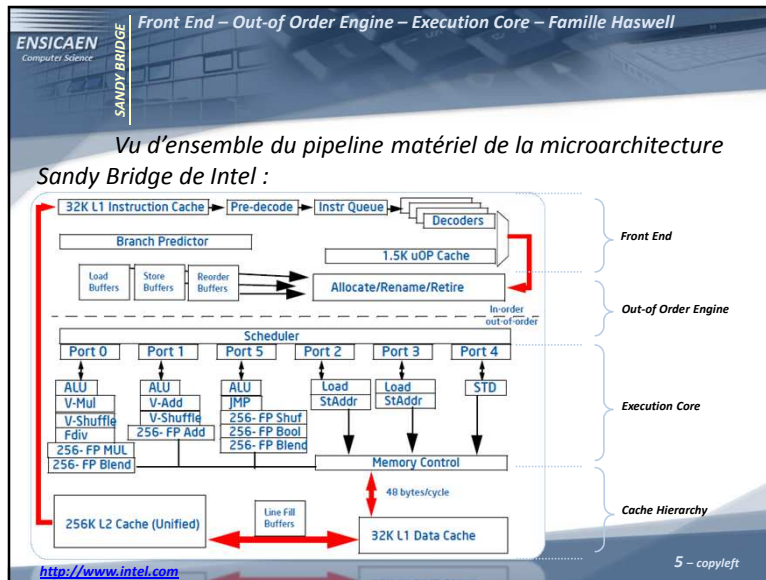 Front End – Out-of Order Engine – Execution Core – Famille Haswell
ENSICAEN
Computer Science
SANDY BRIDGE
Vu d'ensemble du pipeline matériel de la microarchitecture
Sandy Bridge de Intel :
32K L1 Instruction Cache
Pre-decode
Instr Queue
Decoders
Branch Predictor
1.5K uOP Cache
Front End
Load
Buffers
Store
Buffers
Reorder
Buffers
Allocate/Rename/Retire
In-order
out-of-order
Out-of Order Engine
Scheduler
Port 0
Port 1
Port 5
Port 2
Port 3
Port 4
ALU
V-Mul
V-Shuffle
Fdiv
256- FP MUL
256- FP Blend
ALU
V-Add
V-Shuffle
256- FP Add
ALU
JMP
256- FP Shuf
256- FP Bool
256- FP Blend
Load
StAddr
Load
StAddr
STD
Execution Core
Memory Control
48 bytes/cycle
256K L2 Cache (Unified)
Line Fill
Buffers
32K L1 Data Cache
Cache Hierarchy
http://www.intel.com
5 – copyleft